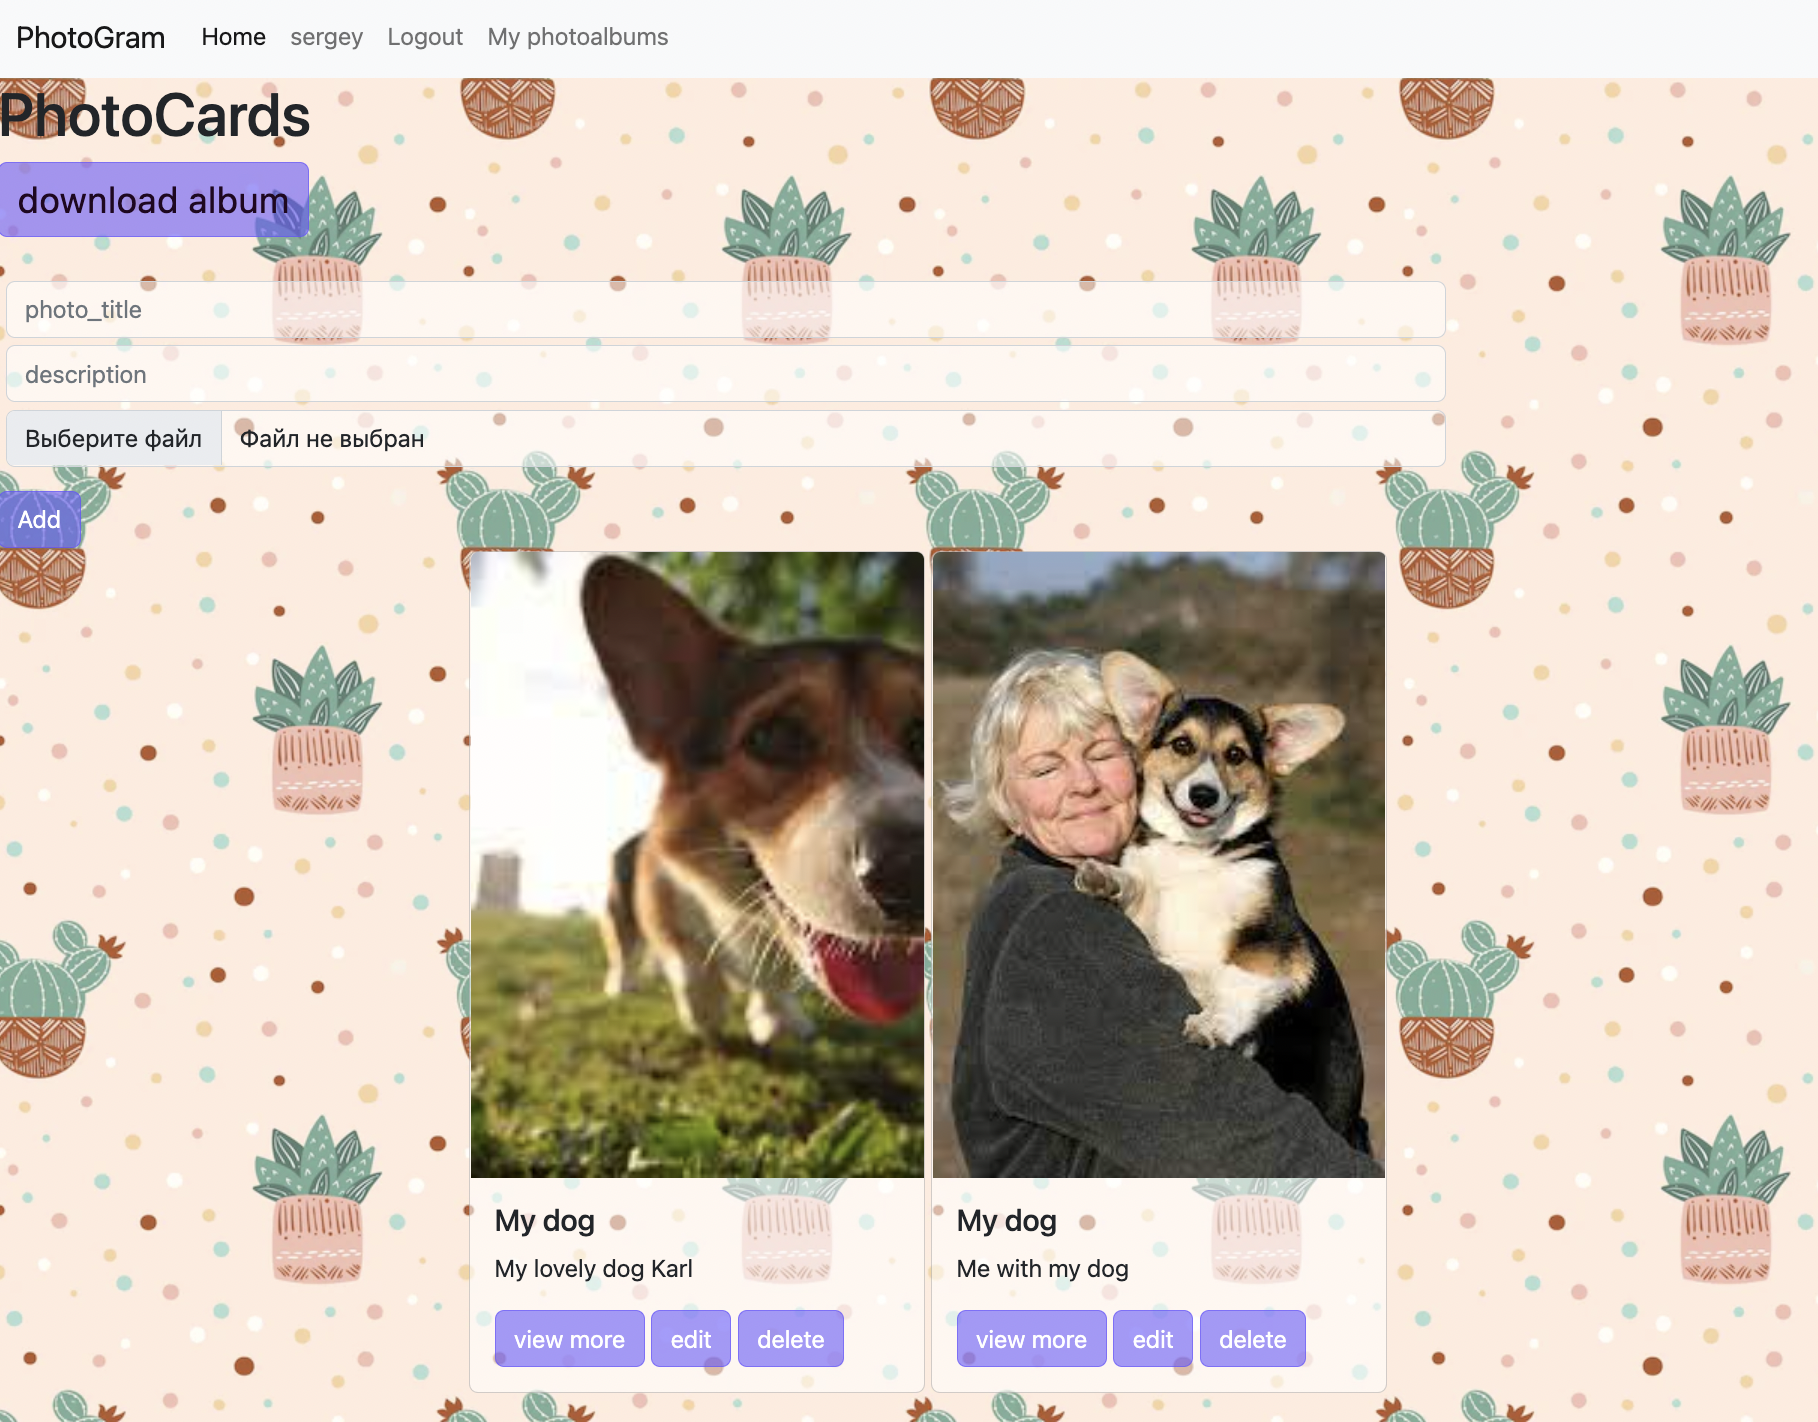 PhotoGram Home sergey Logout My photoalbums
PhotoCards
download album
photo_title
description
Выберите файл Файл не выбран
Add
My dog
My lovely dog Karl
view more edit delete
My dog
Me with my dog
view more edit delete